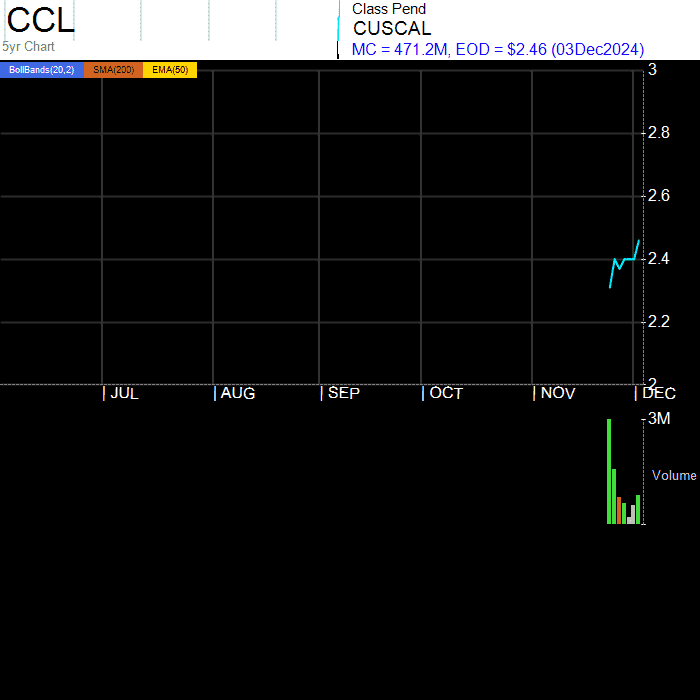 CCL
5yr Chart
Class Pend
CUSCAL
MC = 471.2M, EOD = $2.46 (03Dec2024)
BollBands(20,2) SMA(200) EMA(50)
3
2.8
2.6
2.4
2.2
2
| JUL | AUG | SEP | OCT | NOV | DEC
3M
Volume